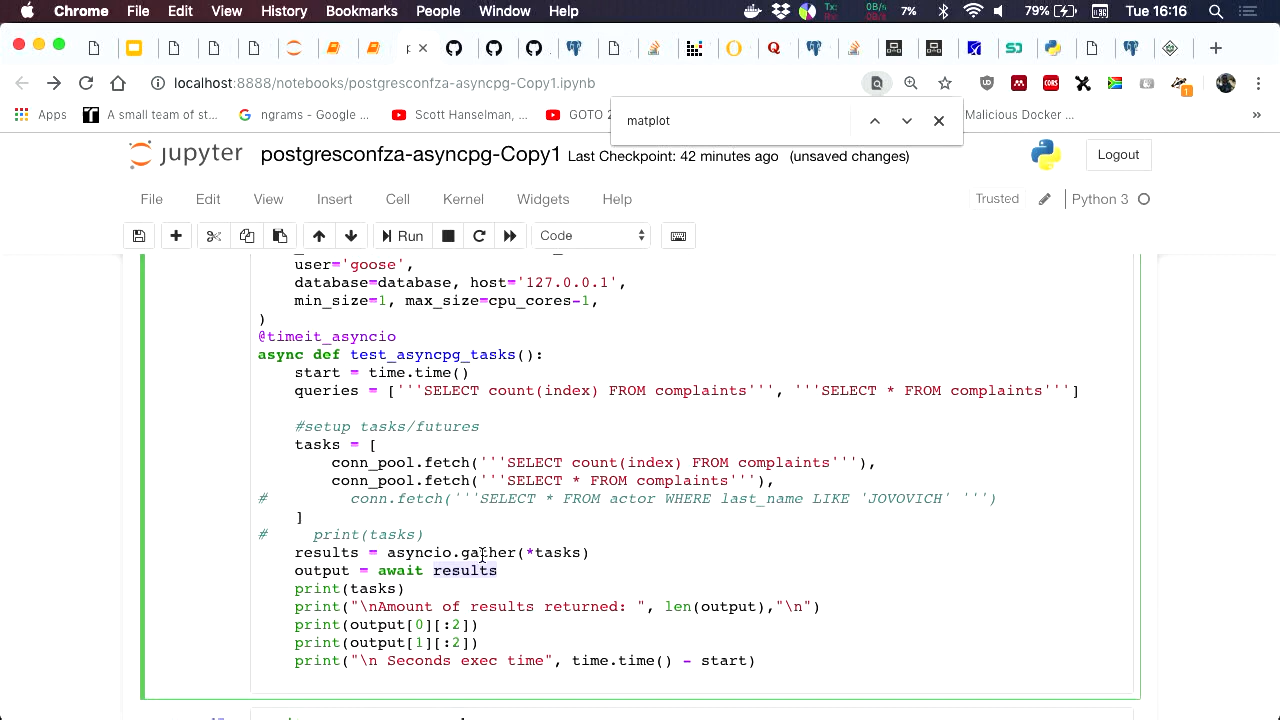 Chrome File Edit View History Bookmarks People Window Help
Tx: Rx: 0B/s 0B/s 7% 79% Tue 16:16
localhost:8888/notebooks/postgresconfza-asyncpg-Copy1.ipynb
Apps A small team of st... ngrams - Google ... Scott Hanselman, ... GOTO 2 Malicious Docker ... »
matplot
jupyter postgresconfza-asyncpg-Copy1 Last Checkpoint: 42 minutes ago (unsaved changes) Logout
File Edit View Insert Cell Kernel Widgets Help Trusted Python 3
Run Code
user='goose',
database=database, host='127.0.0.1',
min_size=1, max_size=cpu_cores-1,
)
@timeit_asyncio
async def test_asyncpg_tasks():
start = time.time()
queries = ['''SELECT count(index) FROM complaints''', '''SELECT * FROM complaints''']
#setup tasks/futures
tasks = [
conn_pool.fetch('''SELECT count(index) FROM complaints'''),
conn_pool.fetch('''SELECT * FROM complaints'''),
# conn.fetch('''SELECT * FROM actor WHERE last_name LIKE 'JOVOVICH' ''')
]
# print(tasks)
results = asyncio.gather(*tasks)
output = await results
print(tasks)
print("\nAmount of results returned: ", len(output),"\n")
print(output[0][:2])
print(output[1][:2])
print("\n Seconds exec time", time.time() - start)